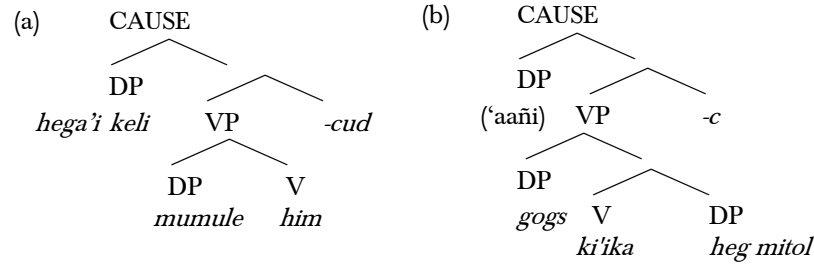 (a) CAUSE (b) CAUSE
DP DP
hega'i keli VP -cud (‘aañi) VP -c
DP V DP
mumule him gogs V DP
ki'ika heg mitol